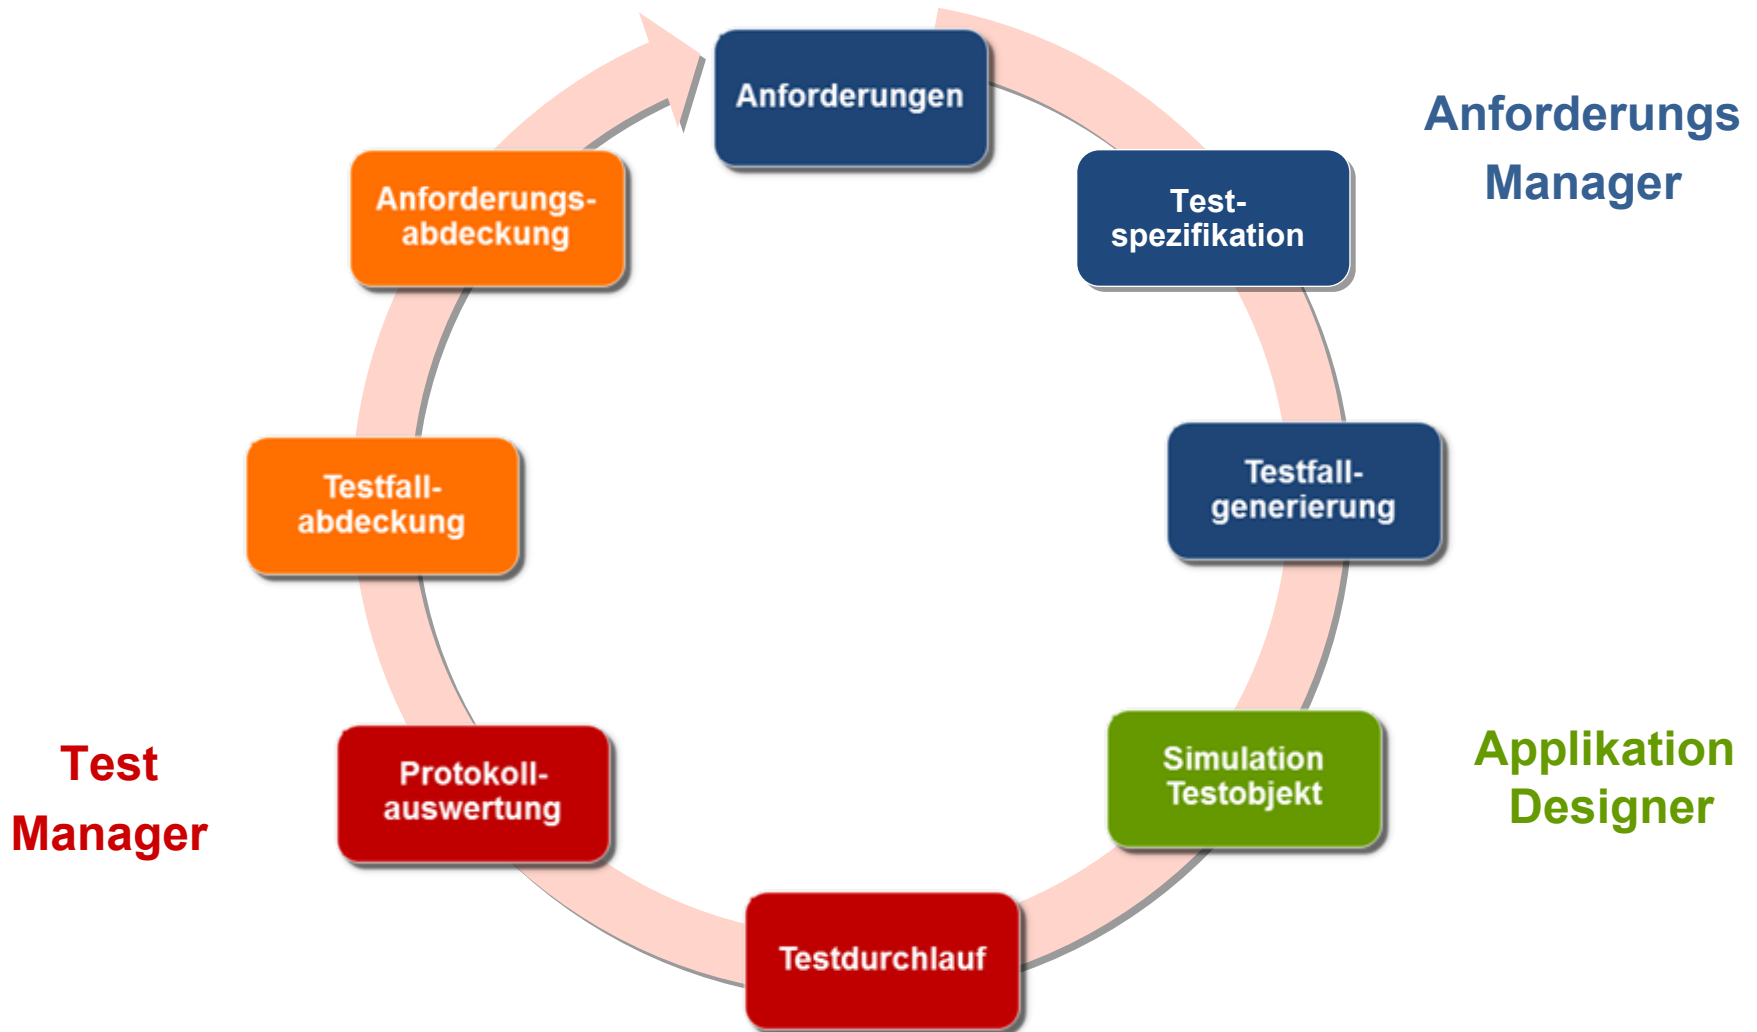 Anforderungen
Anforderungs
Manager
Test-
spezifikation
Testfall-
generierung
Simulation
Testobjekt
Applikation
Designer
Testdurchlauf
Protokoll-
auswertung
Test
Manager
Testfall-
abdeckung
Anforderungs-
abdeckung